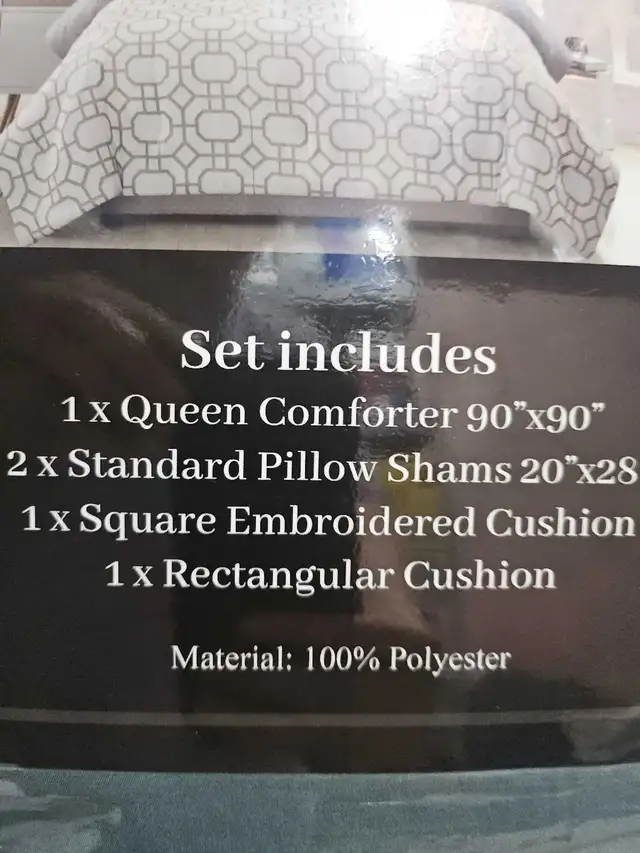 Set includes
1 x Queen Comforter 90”x90”
2 x Standard Pillow Shams 20”x28
1 x Square Embroidered Cushion
1 x Rectangular Cushion
Material: 100% Polyester